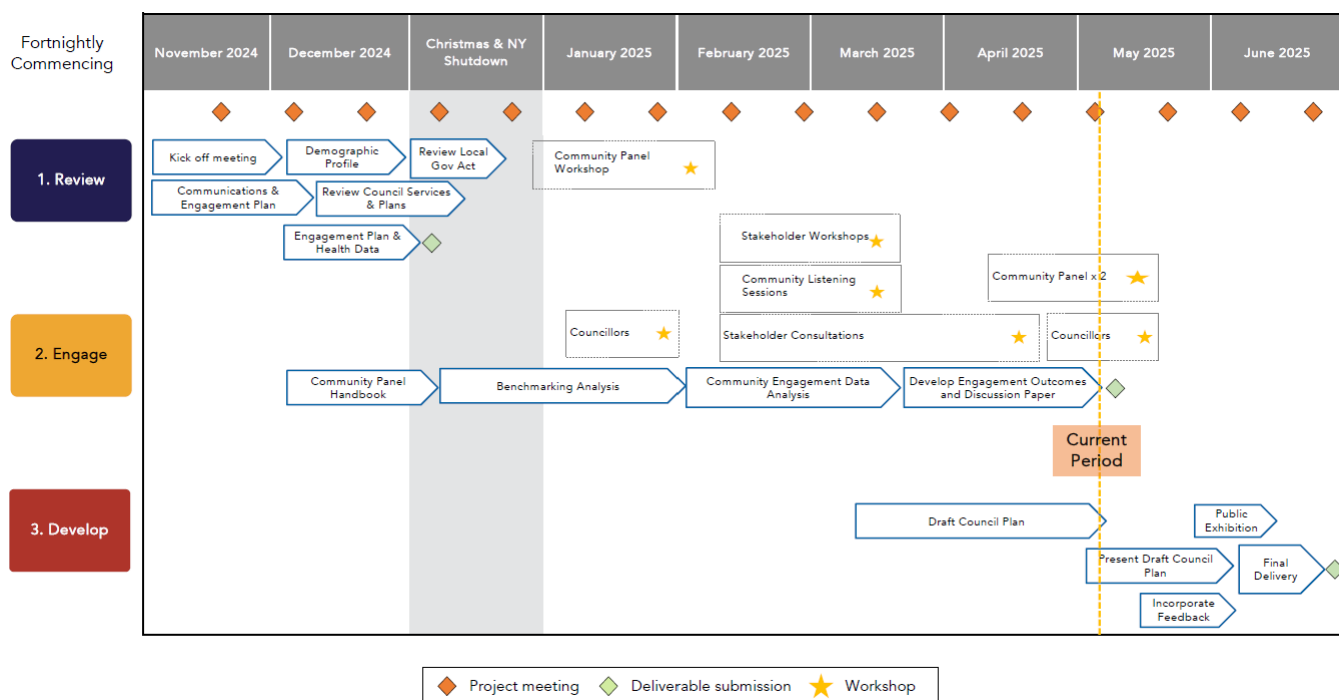 Fortnightly
Commencing
November 2024
December 2024
Christmas & NY
Shutdown
January 2025
February 2025
March 2025
April 2025
May 2025
June 2025
1. Review
Kick off meeting
Demographic
Profile
Review Local
Gov Act
Community Panel
Workshop
Communications &
Engagement Plan
Review Council Services
& Plans
Engagement Plan &
Health Data
Stakeholder Workshops
Community Listening
Sessions
Community Panel x 2
2. Engage
Councillors
Stakeholder Consultations
Councillors
Community Panel
Handbook
Benchmarking Analysis
Community Engagement Data
Analysis
Develop Engagement Outcomes
and Discussion Paper
Current
Period
3. Develop
Draft Council Plan
Public
Exhibition
Present Draft Council
Plan
Final
Delivery
Incorporate
Feedback
Project meeting
Deliverable submission
Workshop